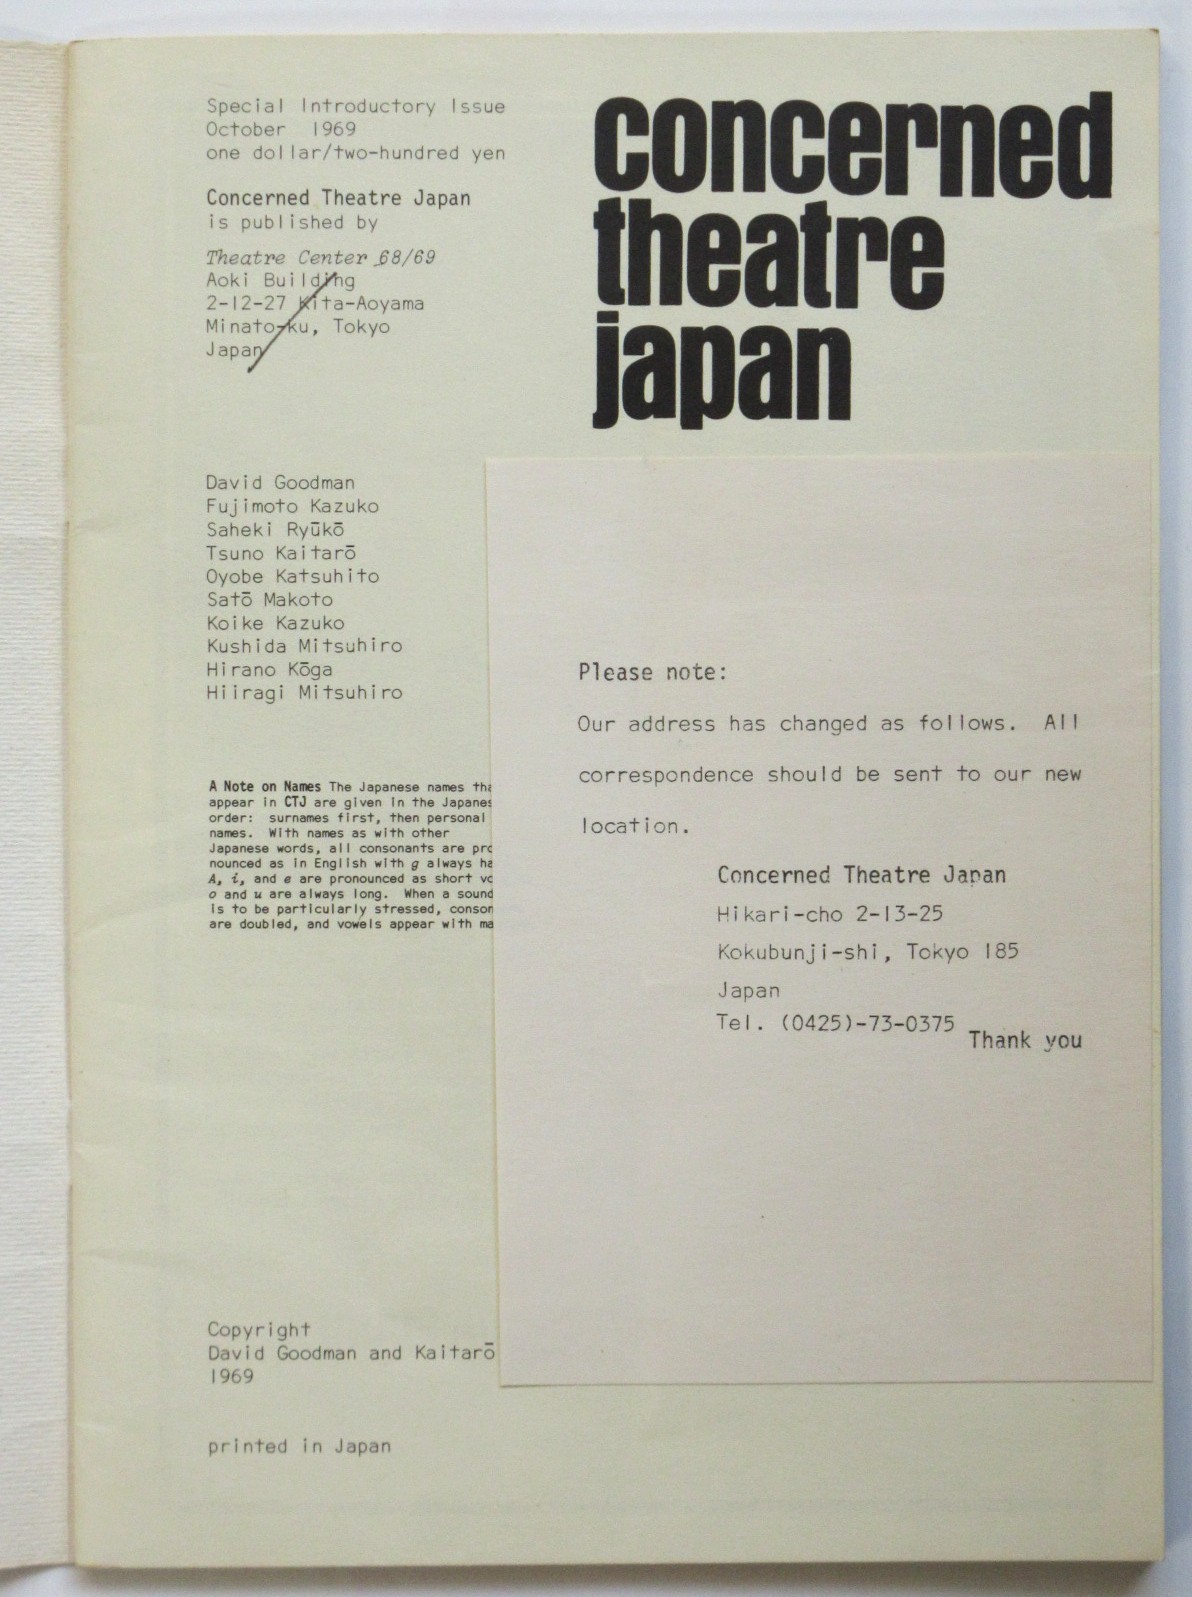 Special Introductory Issue
October 1969
one dollar/two-hundred yen
Concerned Theatre Japan
is published by
Theatre Center 68/69
Aoki Building
2-12-27 Kita-Aoyama
Minato-ku, Tokyo
Japan
concerned
theatre
japan
David Goodman
Fujimoto Kazuko
Saheki Ryūkō
Tsuno Kaitarō
Oyobe Katsuhito
Satō Makoto
Koike Kazuko
Kushida Mitsuhiro
Hirano Kōga
Hiiragi Mitsuhiro
A Note on Names The Japanese names tha
appear in CTJ are given in the Japanes
order: surnames first, then personal
names. With names as with other
Japanese words, all consonants are pro
nounced as in English with g always ha
A, i, and e are pronounced as short vo
o and u are always long. When a sound
is to be particularly stressed, conson
are doubled, and vowels appear with ma
Please note:
Our address has changed as follows. All
correspondence should be sent to our new
location.
Concerned Theatre Japan
Hikari-cho 2-13-25
Kokubunji-shi, Tokyo 185
Japan
Tel. (0425)-73-0375
Thank you
Copyright
David Goodman and Kaitarō
1969
printed in Japan